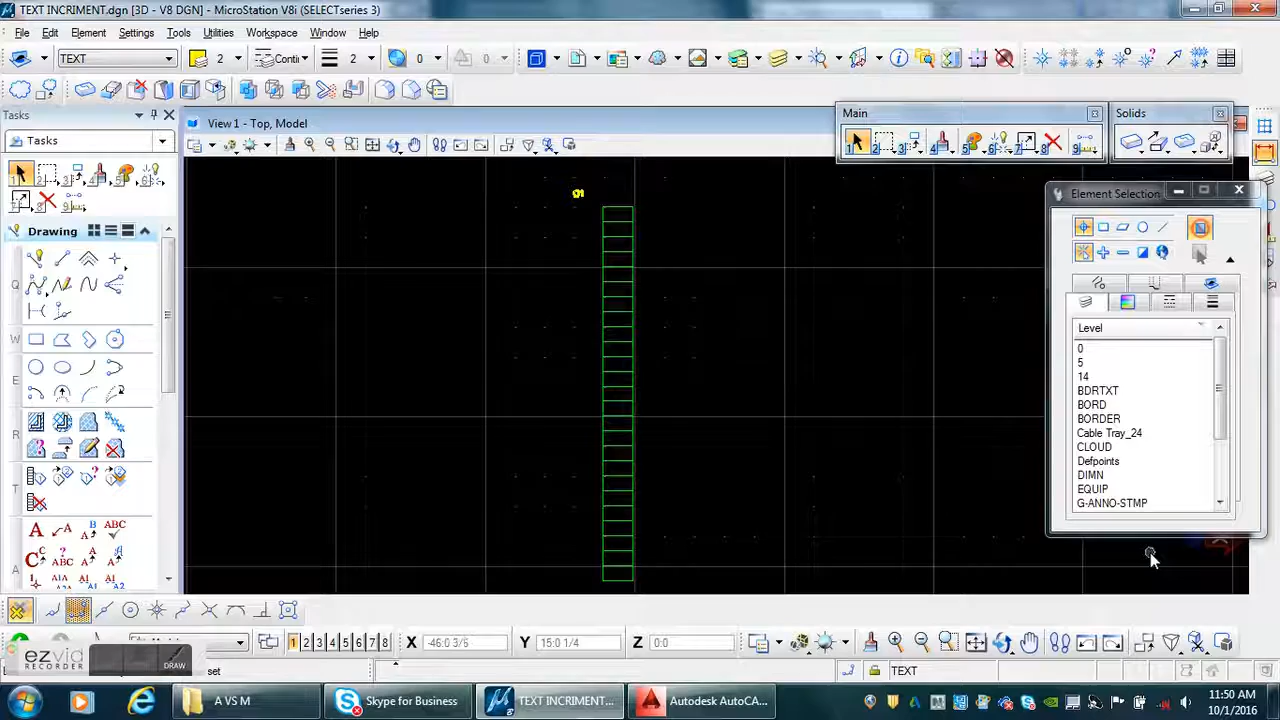 TEXT INCRIMENT.dgn [3D - V8 DGN] - MicroStation V8i (SELECTseries 3)
File Edit Element Settings Tools Utilities Workspace Window Help
TEXT 2 Conti 2 0 0
Tasks
View 1 - Top, Model
Main
Solids
Tasks
Element Selection
Drawing
Level
0
5
14
BDRTXT
BORD
BORDER
Cable Tray_24
CLOUD
Defpoints
DIMN
EQUIP
G-ANNO-STMP
Q
W
E
R
T
A
1 2 3 4 5 6 7 8 X -46:0 3/6 Y 15:0 1/4 Z 0:0
ezvid
RECORDER
DRAW
set
TEXT
A VS M
Skype for Business
TEXT INCRIMENT...
Autodesk AutoCA...
11:50 AM
10/1/2016